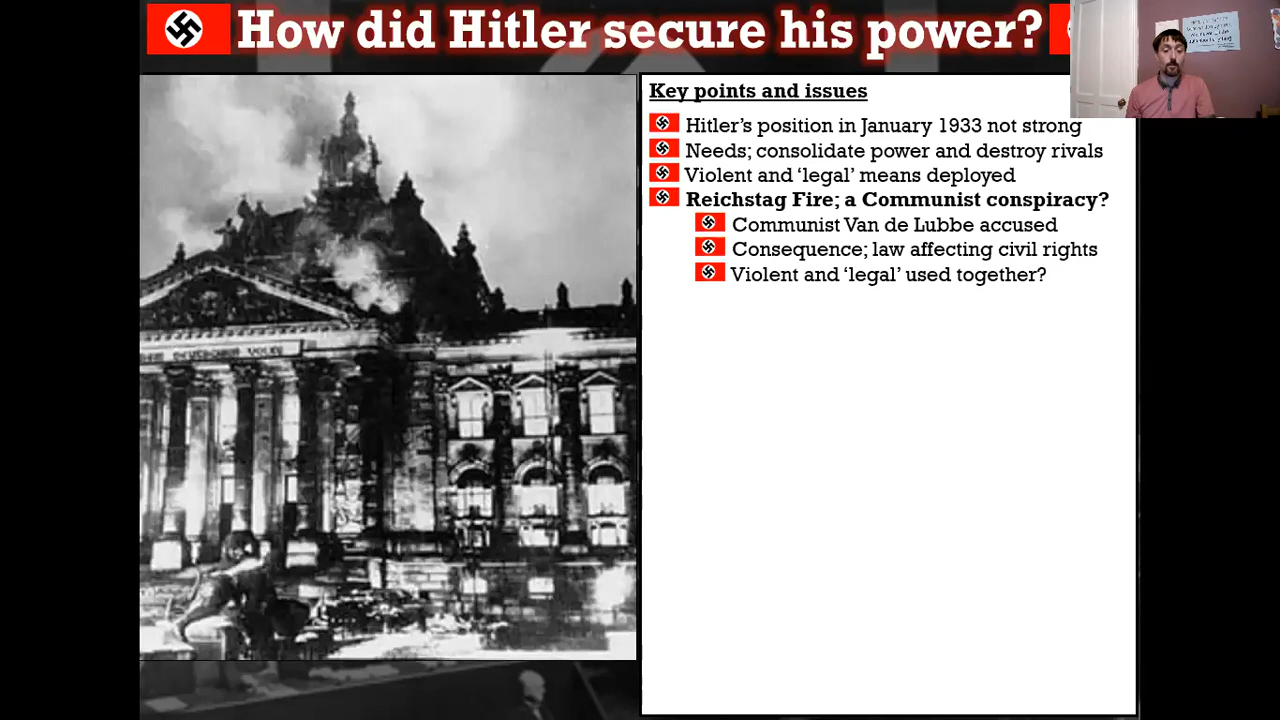 How did Hitler secure his power?
Key points and issues
Hitler's position in January 1933 not strong
Needs; consolidate power and destroy rivals
Violent and 'legal' means deployed
Reichstag Fire; a Communist conspiracy?
Communist Van de Lubbe accused
Consequence; law affecting civil rights
Violent and 'legal' used together?